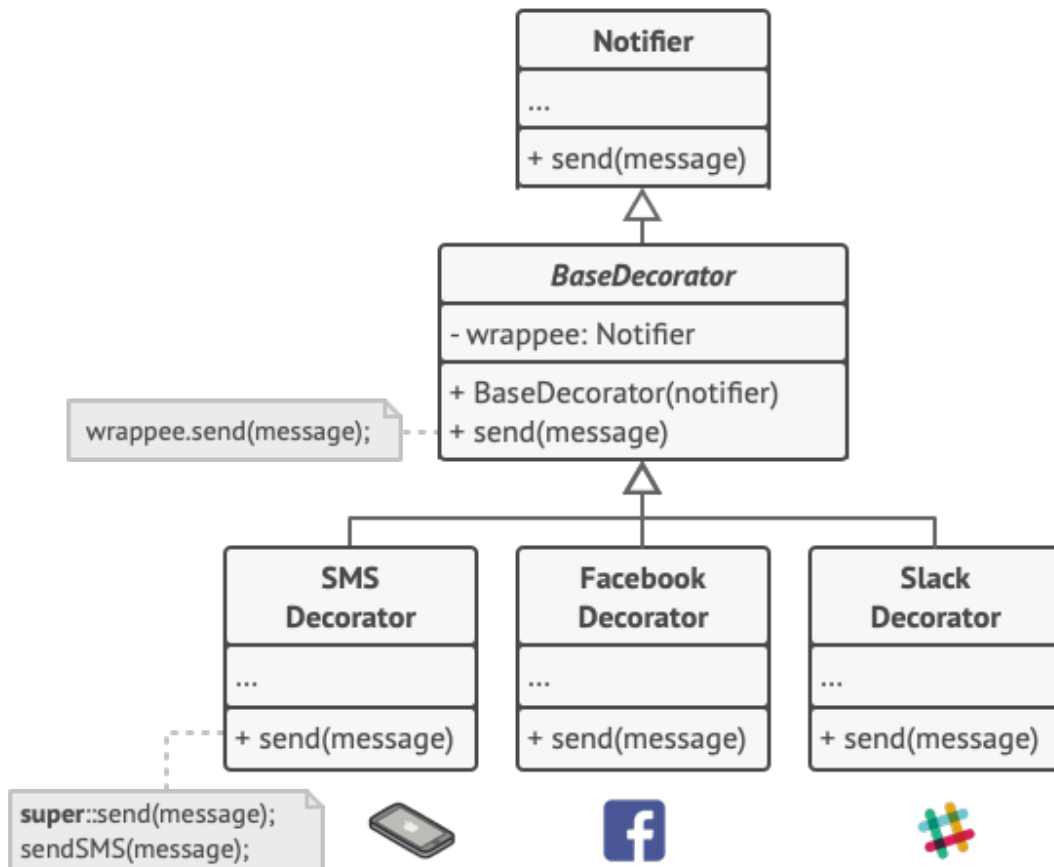 Notifier
...
+ send(message)
BaseDecorator
- wrappee: Notifier
+ BaseDecorator(notifier)
+ send(message)
wrappee.send(message);
SMS
Decorator
...
+ send(message)
Facebook
Decorator
...
+ send(message)
Slack
Decorator
...
+ send(message)
super::send(message);
sendSMS(message);
f